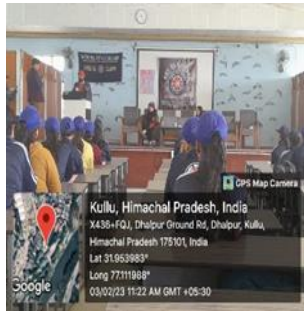 GPS Map Camera
Kullu, Himachal Pradesh, India
X436+FQJ, Dhalpur Ground Rd, Dhalpur, Kullu,
Himachal Pradesh 175101, India
Lat 31.953983°
Long 77.111988°
03/02/23 11:22 AM GMT +05:30
Google